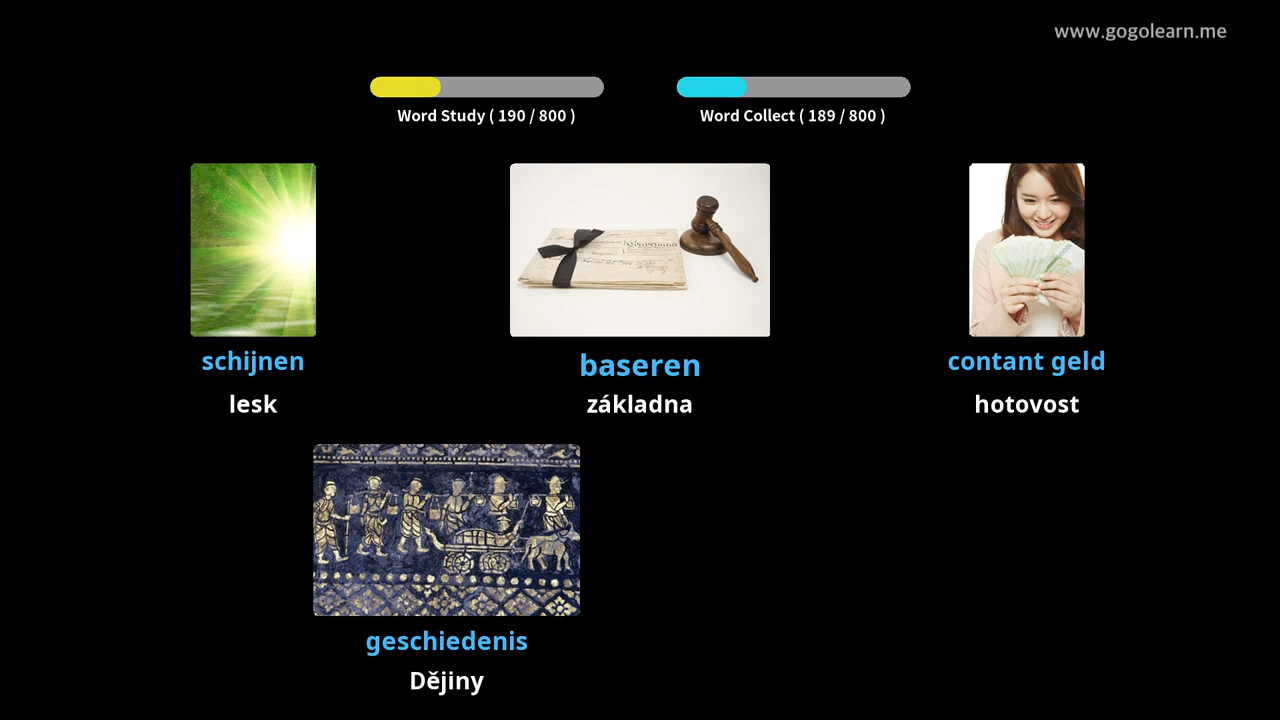 www.gogolearn.me
Word Study ( 190 / 800 )
Word Collect ( 189 / 800 )
schijnen
baseren
contant geld
lesk
základna
hotovost
geschiedenis
Dějiny